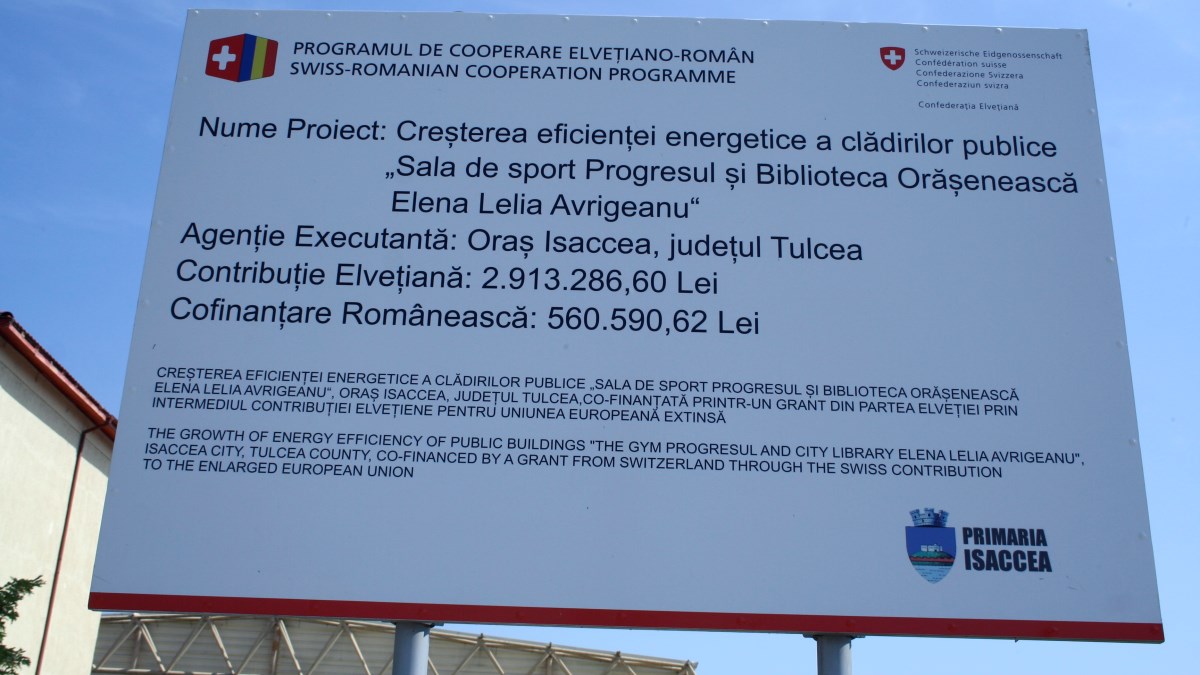 PROGRAMUL DE COOPERARE ELVEȚIANO-ROMÂN
SWISS-ROMANIAN COOPERATION PROGRAMME
Schweizerische Eidgenossenschaft
Confédération suisse
Confederazione Svizzera
Confederaziun svizra
Confederația Elvețiană
Nume Proiect: Creșterea eficienței energetice a clădirilor publice
„Sala de sport Progresul și Biblioteca Orășenească
Elena Lelia Avrigeanu“
Agenție Executantă: Oraș Isaccea, județul Tulcea
Contribuție Elvețiană: 2.913.286,60 Lei
Cofinanțare Românească: 560.590,62 Lei
CREȘTEREA EFICIENȚEI ENERGETICE A CLĂDIRILOR PUBLICE „SALA DE SPORT PROGRESUL ȘI BIBLIOTECA ORĂȘENEASCĂ
ELENA LELIA AVRIGEANU“, ORAȘ ISACCEA, JUDEȚUL TULCEA,CO-FINANȚATĂ PRINTR-UN GRANT DIN PARTEA ELVEȚIEI PRIN
INTERMEDIUL CONTRIBUȚIEI ELVEȚIENE PENTRU UNIUNEA EUROPEANĂ EXTINSĂ
THE GROWTH OF ENERGY EFFICIENCY OF PUBLIC BUILDINGS "THE GYM PROGRESUL AND CITY LIBRARY ELENA LELIA AVRIGEANU",
ISACCEA CITY, TULCEA COUNTY, CO-FINANCED BY A GRANT FROM SWITZERLAND THROUGH THE SWISS CONTRIBUTION
TO THE ENLARGED EUROPEAN UNION
PRIMARIA
ISACCEA